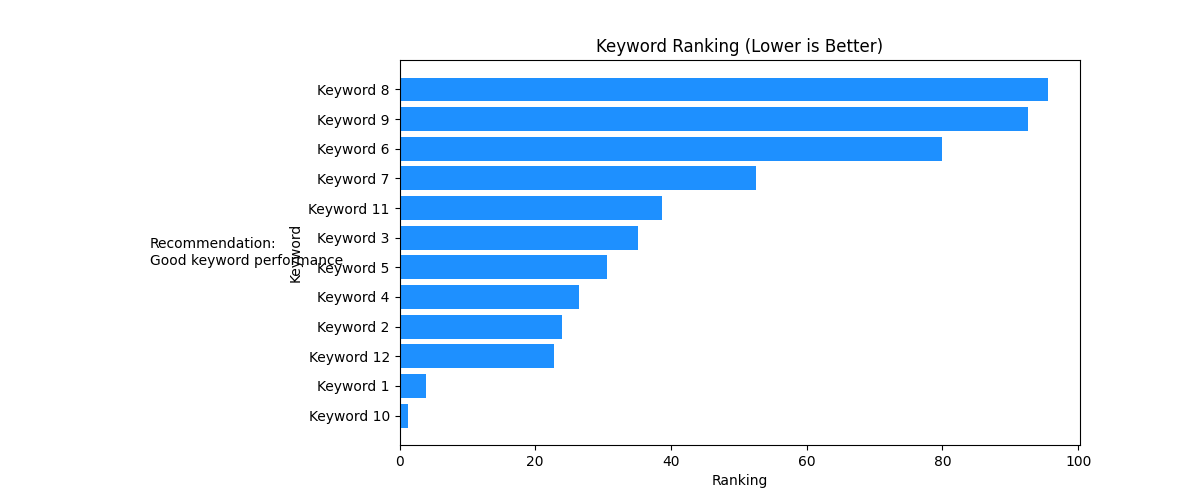 Keyword Ranking (Lower is Better)
Keyword 8
Keyword 9
Keyword 6
Keyword 7
Keyword 11
Keyword 3
Keyword 5
Keyword 4
Keyword 2
Keyword 12
Keyword 1
Keyword 10
Keyword
Recommendation:
Good keyword performance
0 20 40 60 80 100
Ranking